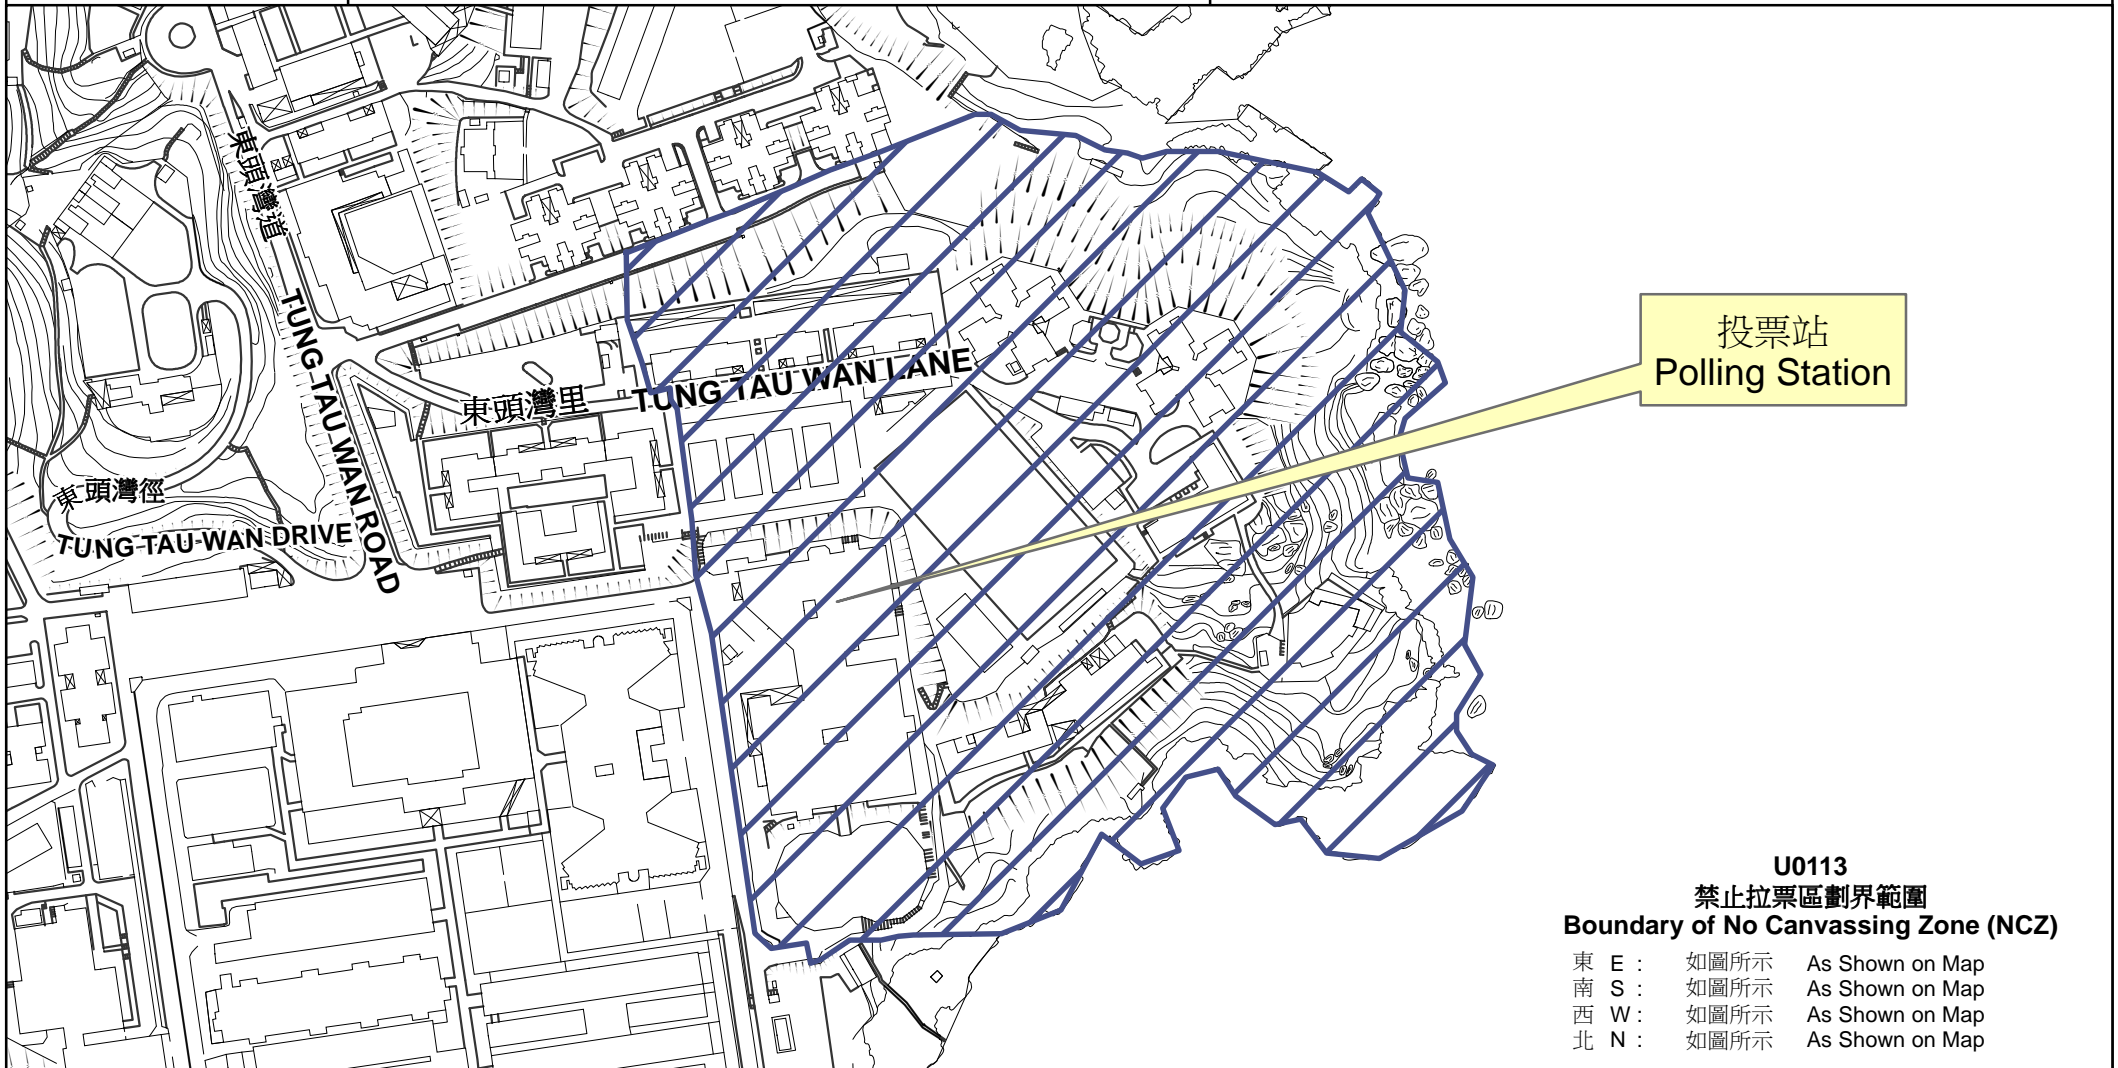 東頭灣道
TUNG TAU WAN ROAD
東頭灣里
TUNG TAU WAN LANE
東頭灣徑
TUNG TAU WAN DRIVE
投票站
Polling Station
U0113
禁止拉票區劃界範圍
Boundary of No Canvassing Zone (NCZ)
東 E : 如圖所示 As Shown on Map
南 S : 如圖所示 As Shown on Map
西 W : 如圖所示 As Shown on Map
北 N : 如圖所示 As Shown on Map